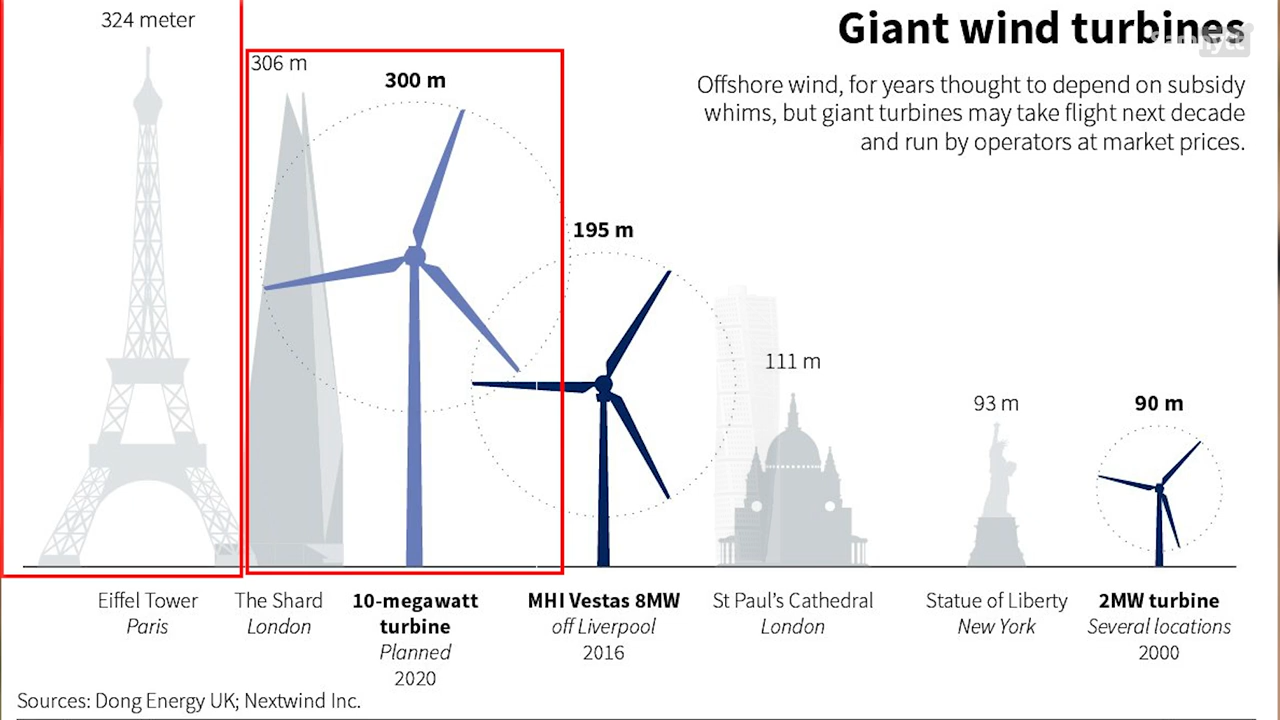 Giant wind turbines
Offshore wind, for years thought to depend on subsidy
whims, but giant turbines may take flight next decade
and run by operators at market prices.
324 meter
306 m
300 m
195 m
111 m
93 m
90 m
Eiffel Tower
Paris
The Shard
London
10-megawatt
turbine
Planned
2020
MHI Vestas 8MW
off Liverpool
2016
St Paul's Cathedral
London
Statue of Liberty
New York
2MW turbine
Several locations
2000
Sources: Dong Energy UK; Nextwind Inc.